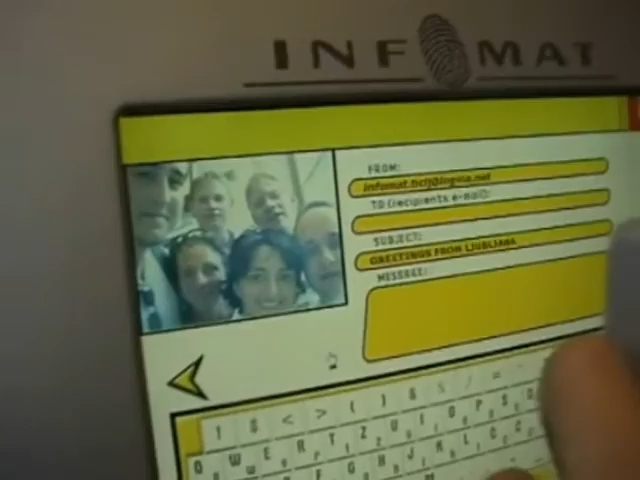 INFOMAT
FROM:
TO (recipients e-mail):
SUBJECT:
GREETINGS FROM LJUBLJANA
MESSAGE:
! $ < > ( ) & % / =
Q W E R T Z U I O P Š
F G H J K L Č